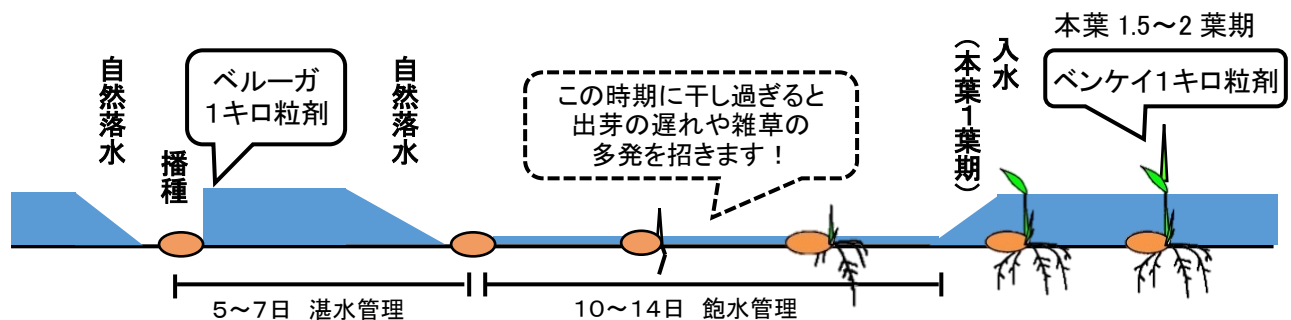 自然落水
播種
ベルーガ
1キロ粒剤
自然落水
この時期に干し過ぎると
出芽の遅れや雑草の
多発を招きます！
入水
（本葉１葉期）
本葉 1.5～2 葉期
ベンケイ１キロ粒剤
5～7日 湛水管理
10～14日 飽水管理